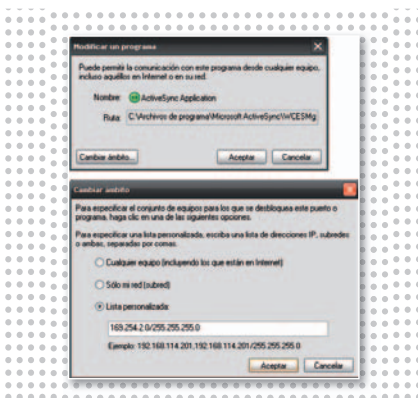 Modificar un programa
Puede permitir la comunicación con este programa desde cualquier equipo,
incluso aquéllos en Internet o en su red.
Nombre: ActiveSync Application
Ruta: C:\Archivos de programa\Microsoft ActiveSync\WCESMg
Cambiar ámbito... Aceptar Cancelar
Cambiar ámbito
Para especificar el conjunto de equipos para los que se desbloquea este puerto o
programa, haga clic en una de las siguientes opciones.
Para especificar una lista personalizada, escriba una lista de direcciones IP, subredes
o ambas, separadas por comas.
Cualquier equipo (incluyendo los que están en Internet)
Sólo mi red (subred)
Lista personalizada:
169.254.2.0/255.255.255.0
Ejemplo: 192.168.114.201,192.168.114.201/255.255.255.0
Aceptar Cancelar